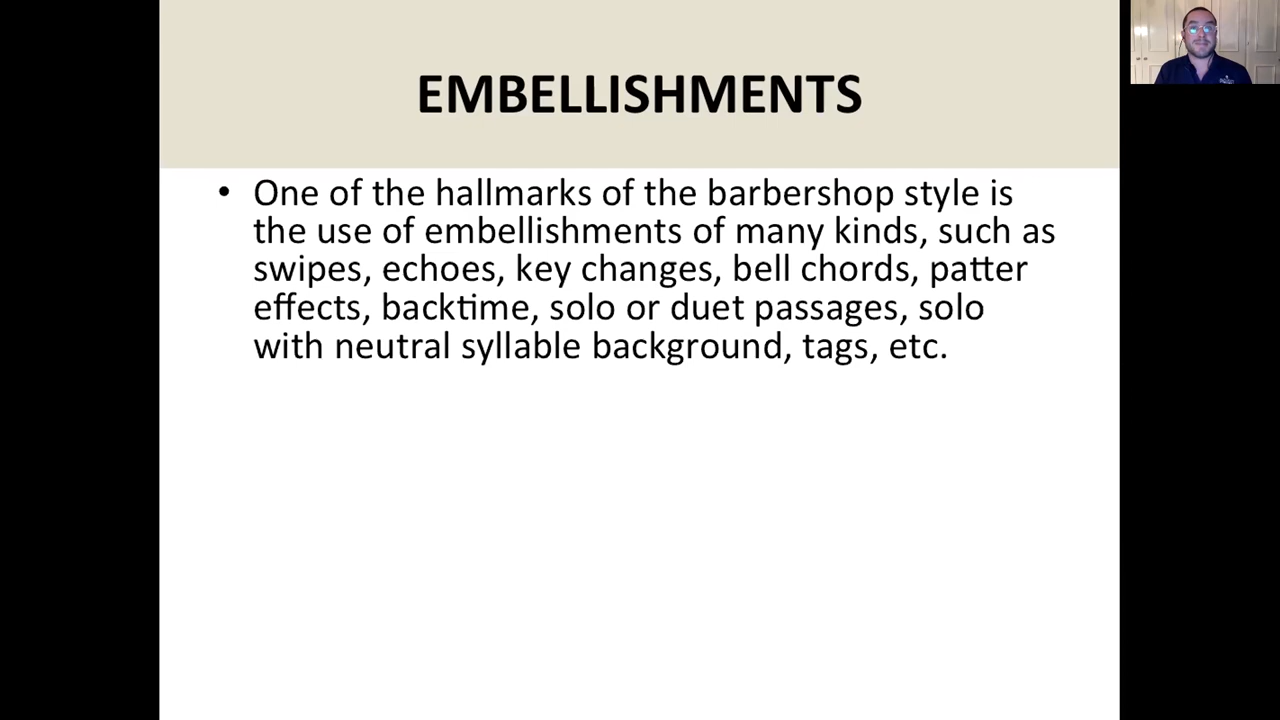 EMBELLISHMENTS
• One of the hallmarks of the barbershop style is
the use of embellishments of many kinds, such as
swipes, echoes, key changes, bell chords, patter
effects, backtime, solo or duet passages, solo
with neutral syllable background, tags, etc.